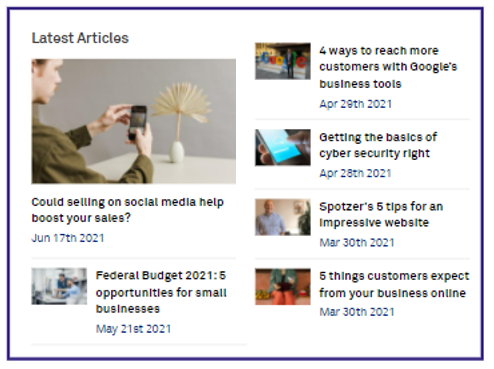 Latest Articles
Could selling on social media help
boost your sales?
Jun 17th 2021
Federal Budget 2021: 5
opportunities for small
businesses
May 21st 2021
4 ways to reach more
customers with Google's
business tools
Apr 29th 2021
Getting the basics of
cyber security right
Apr 28th 2021
Spotzer's 5 tips for an
impressive website
Mar 30th 2021
5 things customers expect
from your business online
Mar 30th 2021